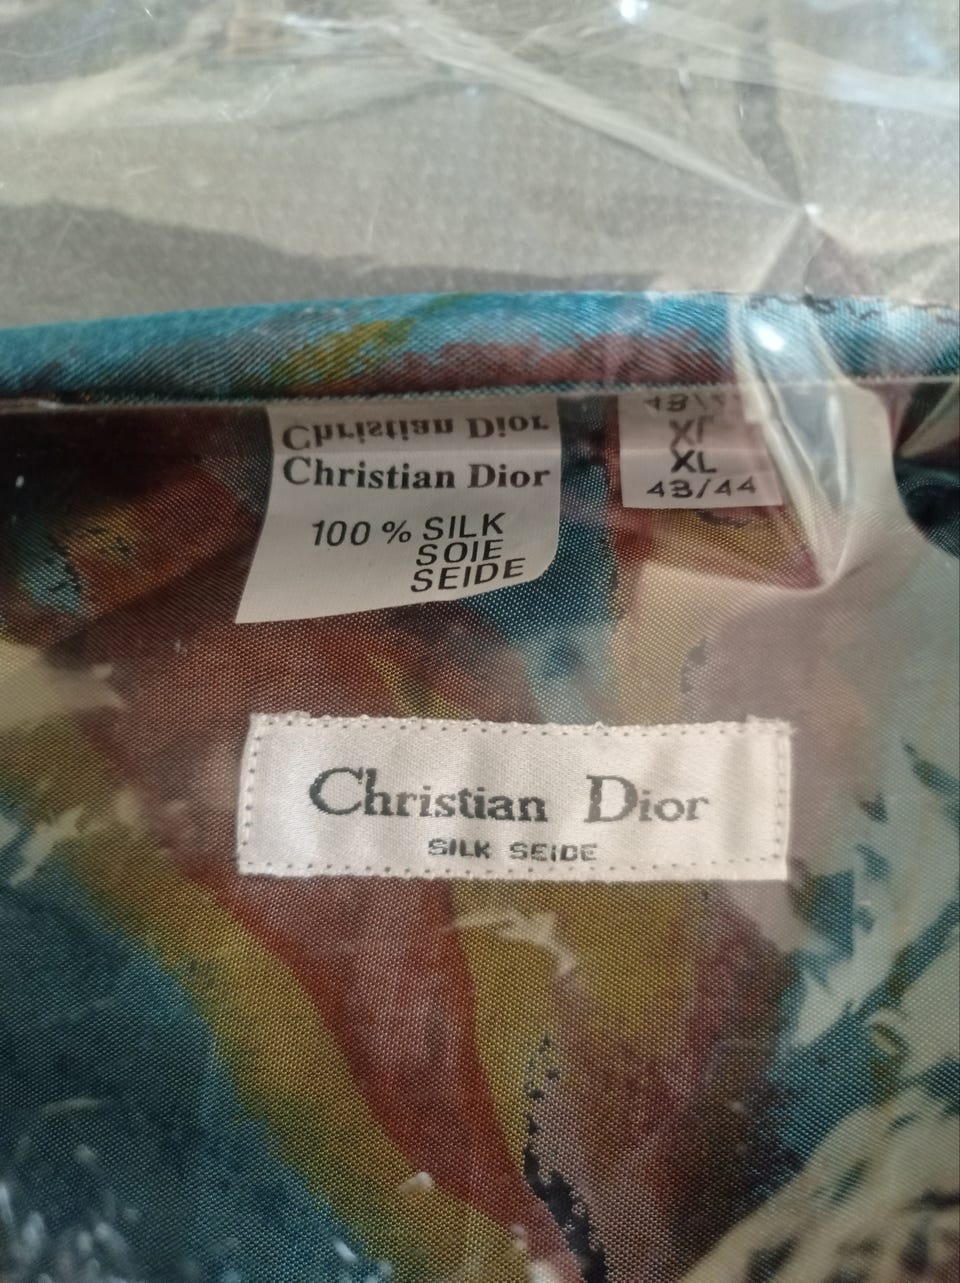 Christian Dior
Christian Dior
100 % SILK
SOIE
SEIDE
XL
XL
43/44
Christian Dior
SILK SEIDE